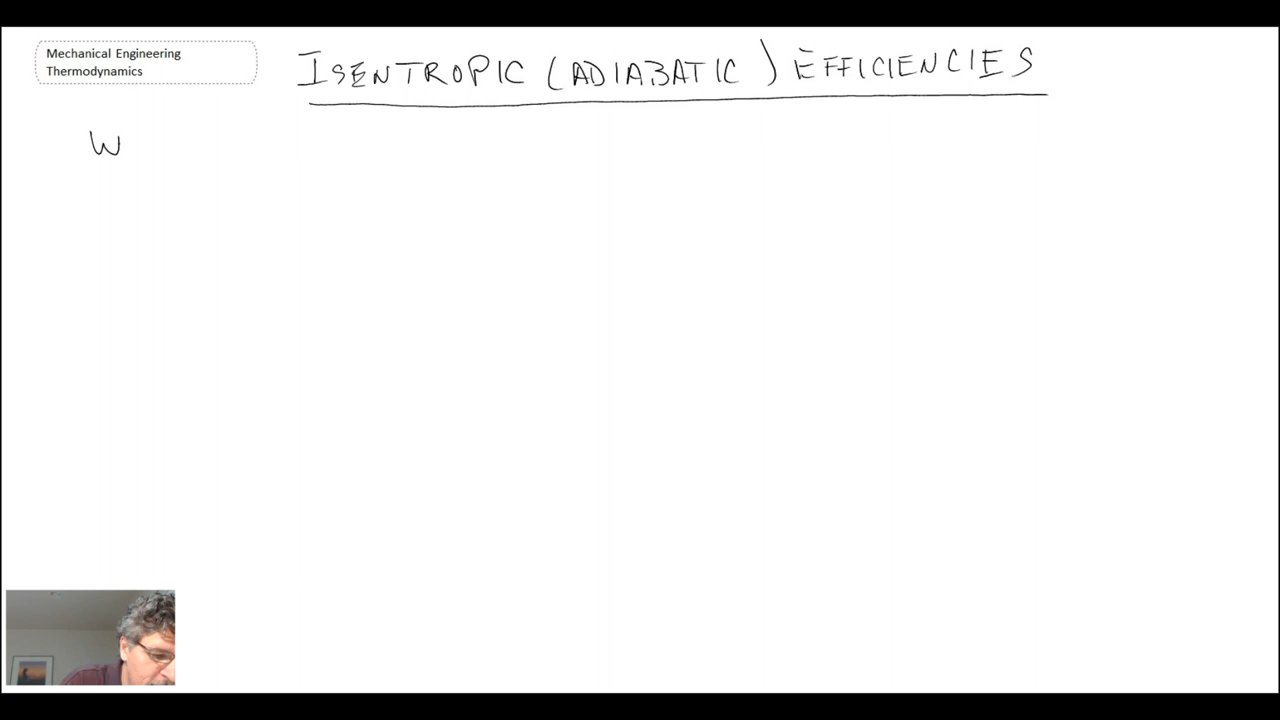 Mechanical Engineering
Thermodynamics
ISENTROPIC (ADIABATIC) EFFICIENCIES
W